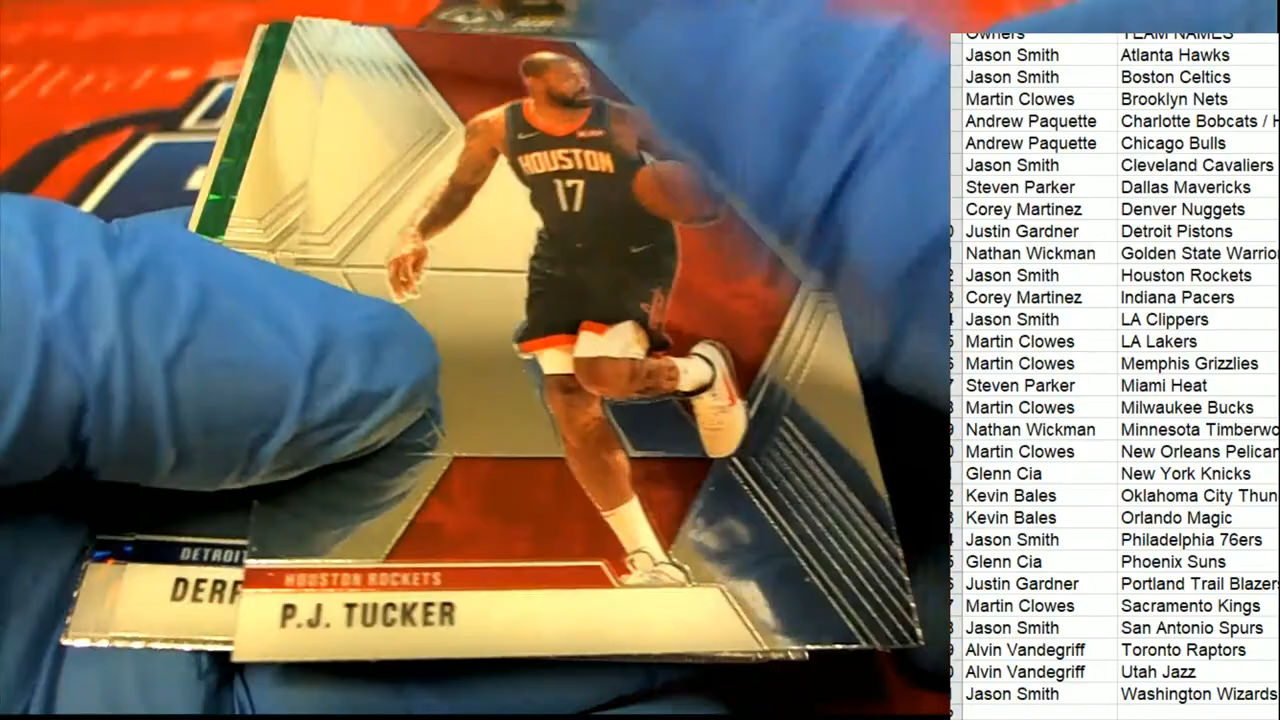 HOUSTON
17
HOUSTON ROCKETS
P.J. TUCKER
DETROIT
DERR
Owners TEAM NAMES
Jason Smith Atlanta Hawks
Jason Smith Boston Celtics
Martin Clowes Brooklyn Nets
Andrew Paquette Charlotte Bobcats / H
Andrew Paquette Chicago Bulls
Jason Smith Cleveland Cavaliers
Steven Parker Dallas Mavericks
Corey Martinez Denver Nuggets
Justin Gardner Detroit Pistons
Nathan Wickman Golden State Warrio
Jason Smith Houston Rockets
Corey Martinez Indiana Pacers
Jason Smith LA Clippers
Martin Clowes LA Lakers
Martin Clowes Memphis Grizzlies
Steven Parker Miami Heat
Martin Clowes Milwaukee Bucks
Nathan Wickman Minnesota Timberwo
Martin Clowes New Orleans Pelican
Glenn Cia New York Knicks
Kevin Bales Oklahoma City Thun
Kevin Bales Orlando Magic
Jason Smith Philadelphia 76ers
Glenn Cia Phoenix Suns
Justin Gardner Portland Trail Blazer
Martin Clowes Sacramento Kings
Jason Smith San Antonio Spurs
Alvin Vandegriff Toronto Raptors
Alvin Vandegriff Utah Jazz
Jason Smith Washington Wizards